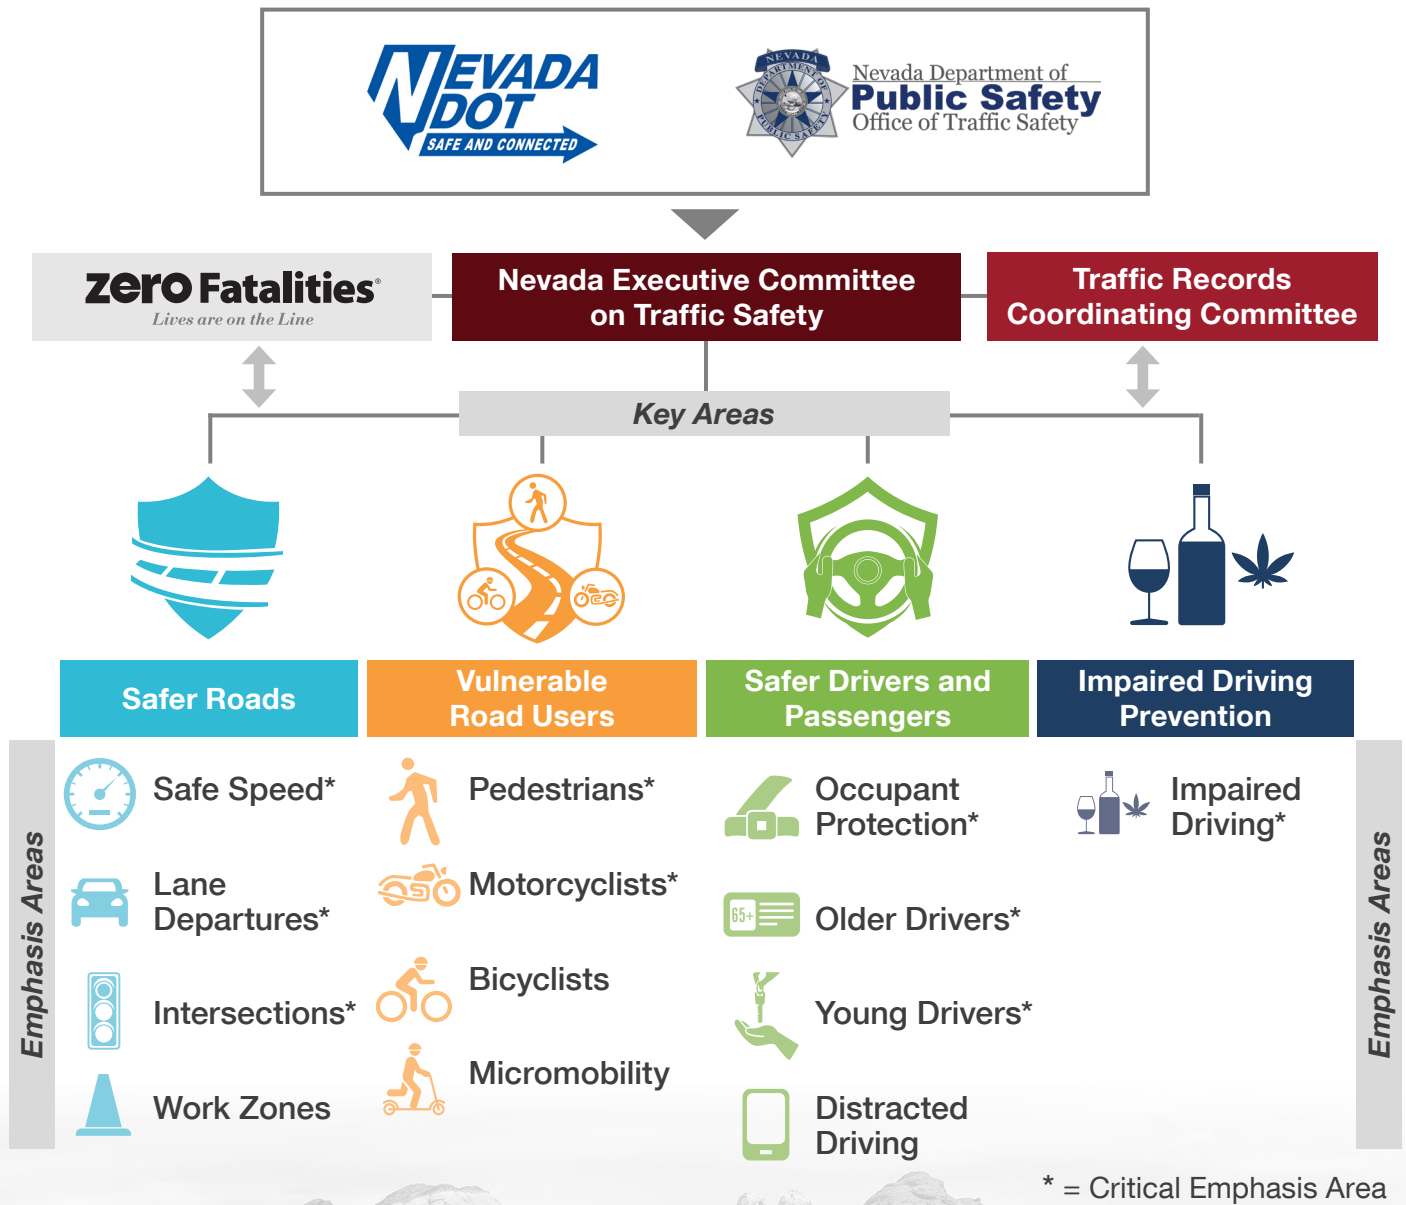 NEVADA
DOT
SAFE AND CONNECTED
NEVADA
DEPARTMENT OF
PUBLIC SAFETY
Nevada Department of
Public Safety
Office of Traffic Safety
zero Fatalities®
Lives are on the Line
Nevada Executive Committee
on Traffic Safety
Traffic Records
Coordinating Committee
Key Areas
Safer Roads
Vulnerable
Road Users
Safer Drivers and
Passengers
Impaired Driving
Prevention
Emphasis Areas
Safe Speed*
Lane
Departures*
Intersections*
Work Zones
Pedestrians*
Motorcyclists*
Bicyclists
Micromobility
Occupant
Protection*
65+
Older Drivers*
Young Drivers*
Distracted
Driving
Impaired
Driving*
Emphasis Areas
* = Critical Emphasis Area